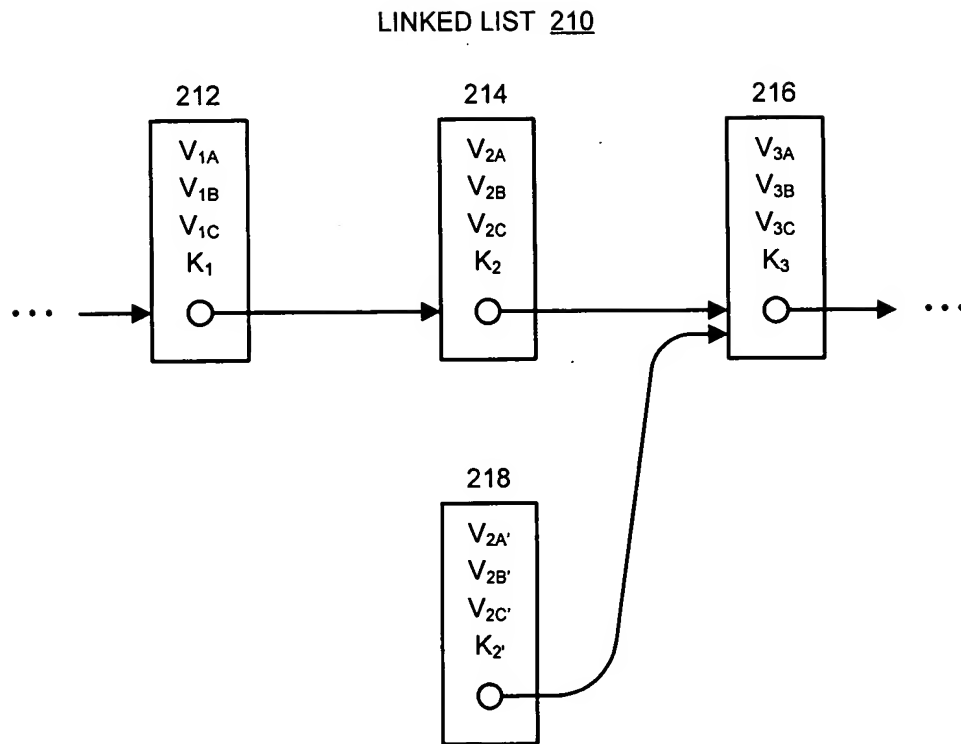 LINKED LIST 210
212
V1A
V1B
V1C
K1
214
V2A
V2B
V2C
K2
216
V3A
V3B
V3C
K3
...
...
218
V2A'
V2B'
V2C'
K2'